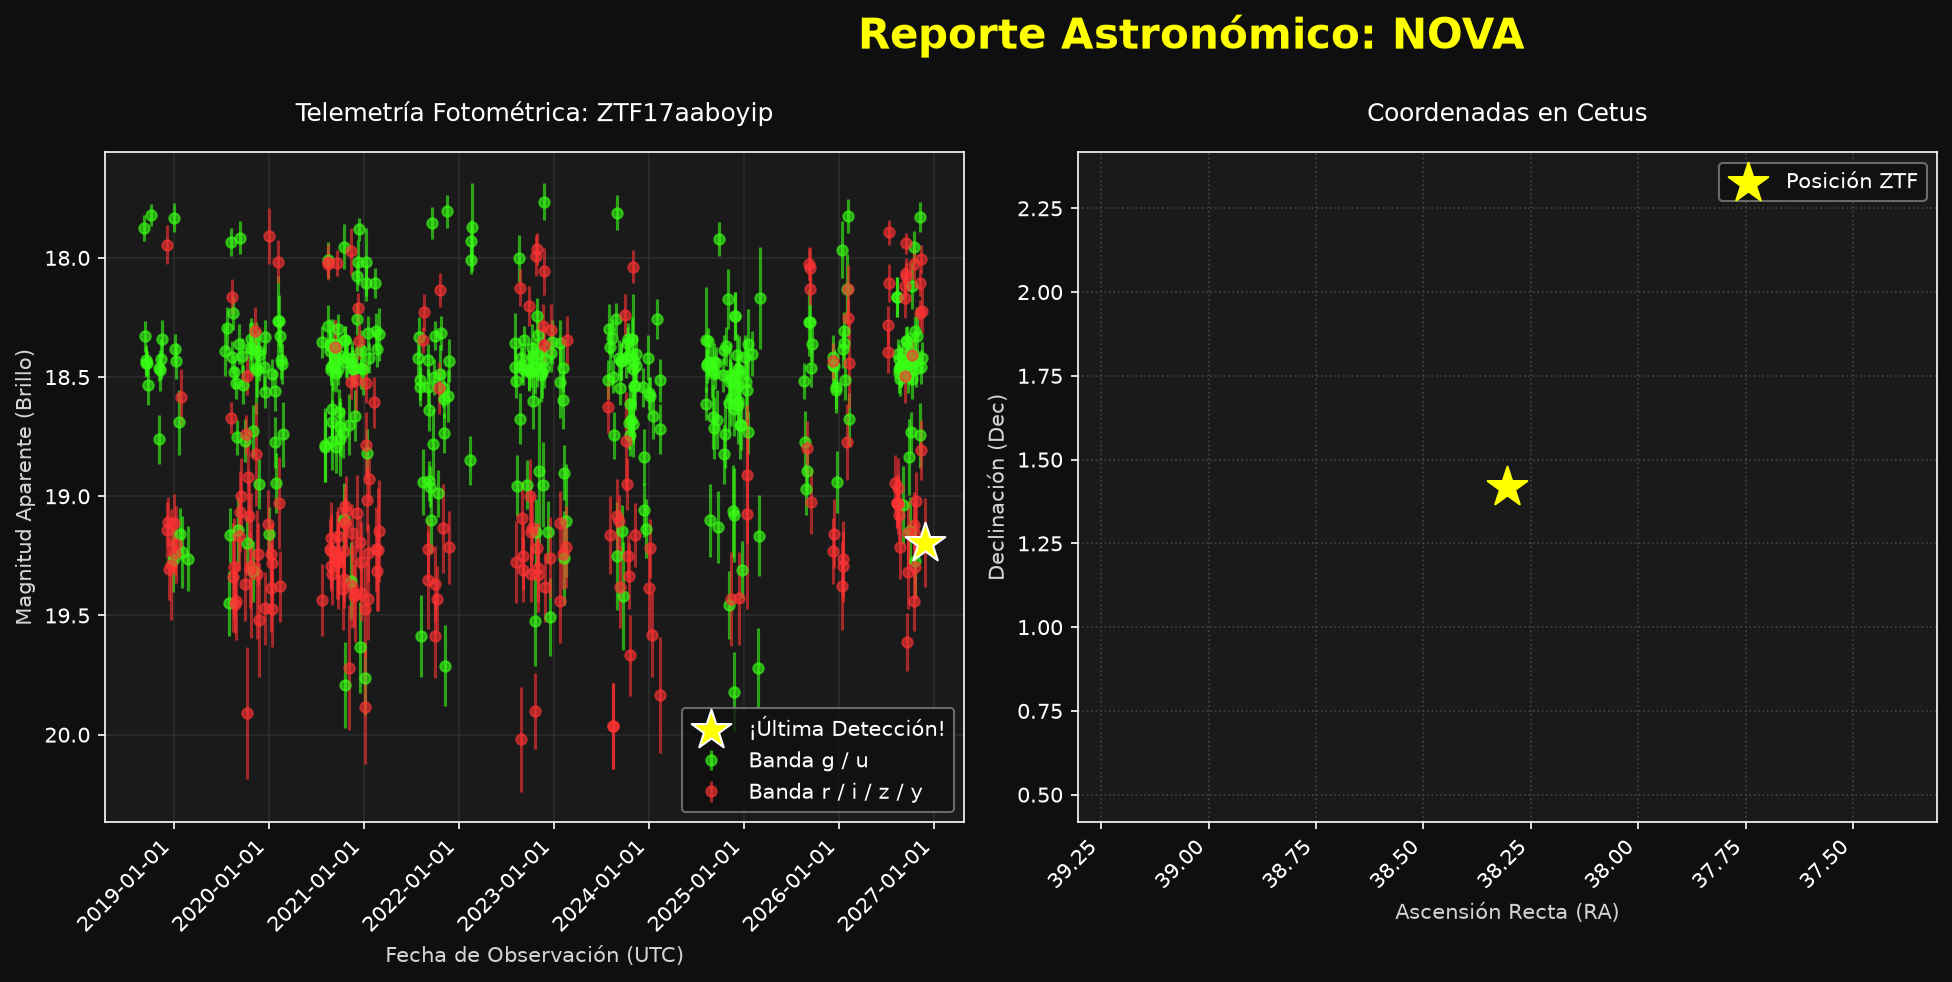 Reporte Astronómico: NOVA
Telemetría Fotométrica: ZTF17aaboyip
Magnitud Aparente (Brillo)
18.0
18.5
19.0
19.5
20.0
¡Última Detección!
Banda g / u
Banda r / i / z / y
2019-01-01
2020-01-01
2021-01-01
2022-01-01
2023-01-01
2024-01-01
2025-01-01
2026-01-01
2027-01-01
Fecha de Observación (UTC)
Coordenadas en Cetus
Posición ZTF
Declinación (Dec)
2.25
2.00
1.75
1.50
1.25
1.00
0.75
0.50
39.25
39.00
38.75
38.50
38.25
38.00
37.75
37.50
Ascensión Recta (RA)